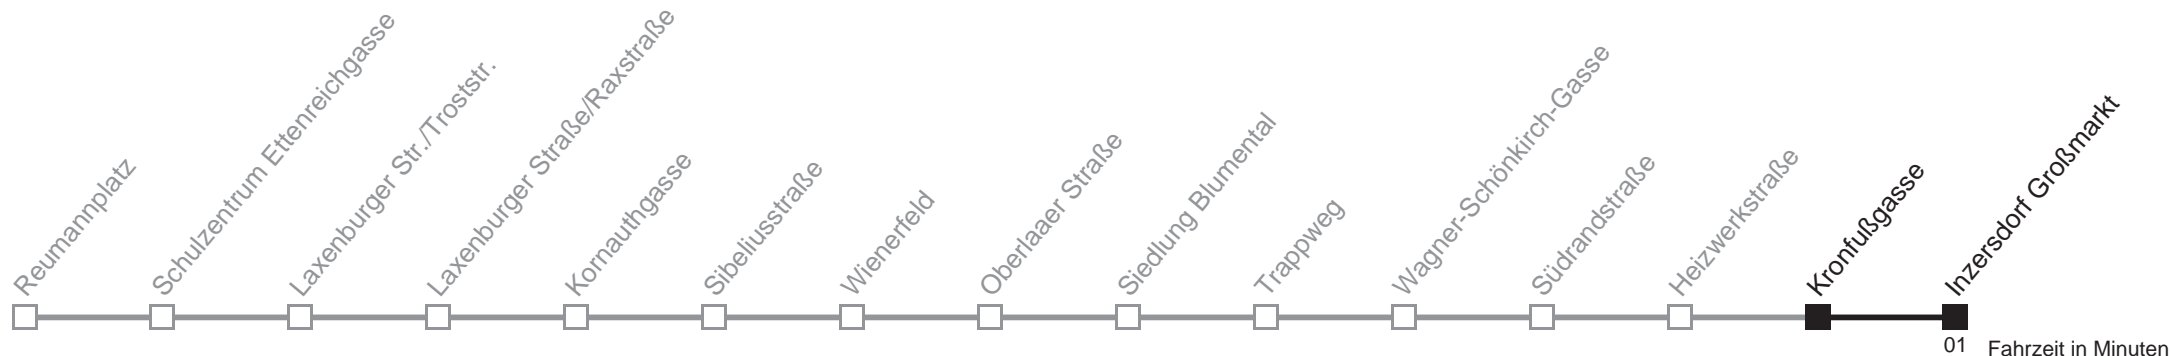 Reumannplatz
Schulzentrum Ettenreichgasse
Laxenburger Str./Troststr.
Laxenburger Straße/Raxstraße
Kornauthgasse
Sibeliusstraße
Wienerfeld
Oberlaaer Straße
Siedlung Blumental
Trappweg
Wagner-Schönkirch-Gasse
Südrandstraße
Heizwerkstraße
Kronfußgasse
Inzersdorf Großmarkt
01 Fahrzeit in Minuten